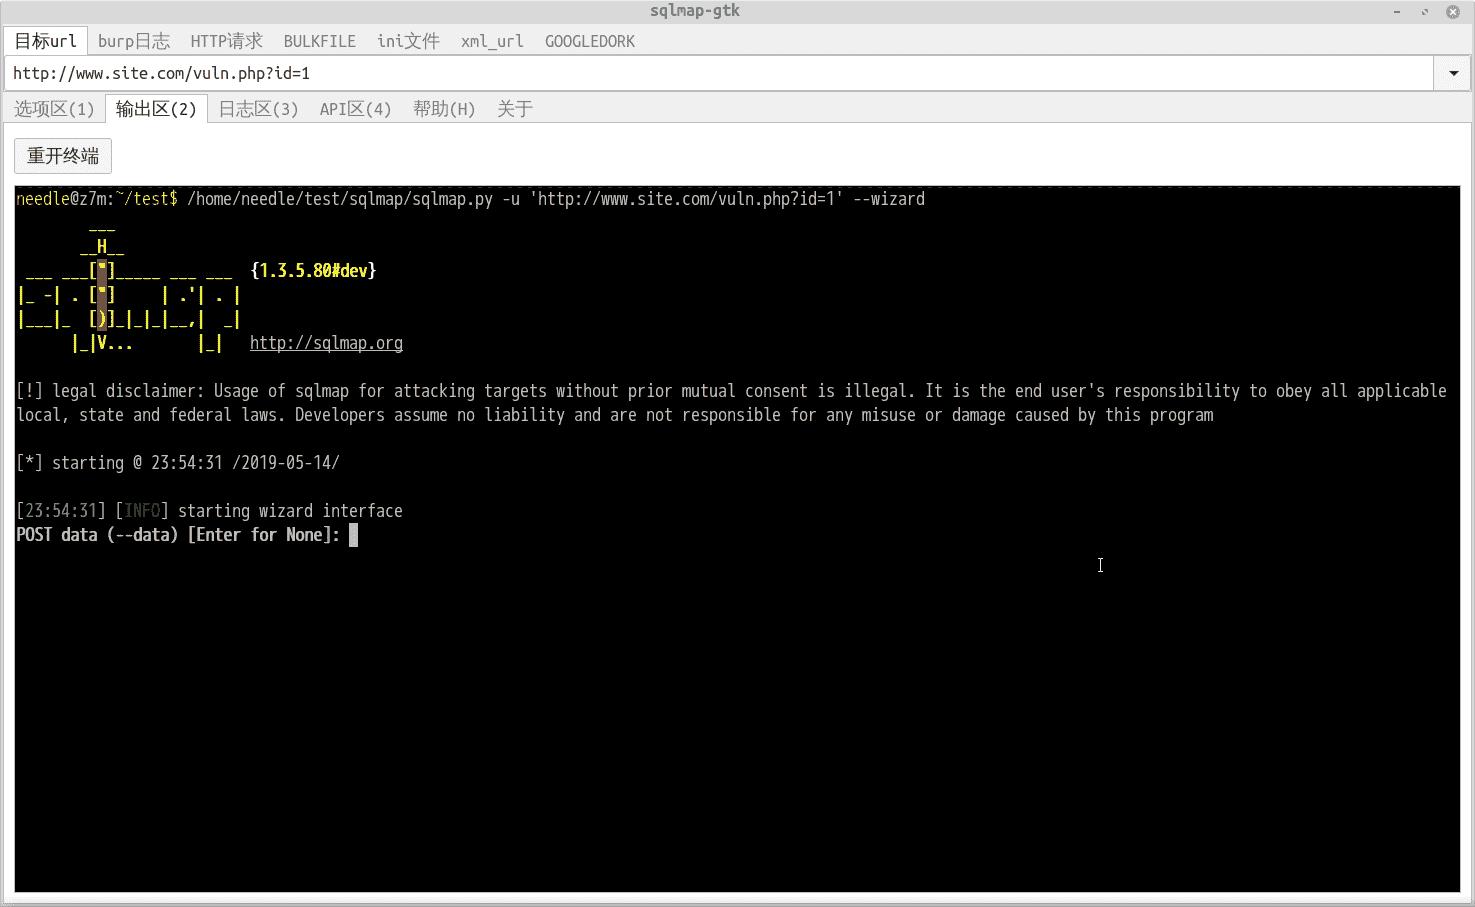 sqlmap-gtk
目标url burp日志 HTTP请求 BULKFILE ini文件 xml_url GOOGLEDORK
http://www.site.com/vuln.php?id=1
选项区(1) 输出区(2) 日志区(3) API区(4) 帮助(H) 关于
重开终端
needle@z7m:~/test$ /home/needle/test/sqlmap/sqlmap.py -u 'http://www.site.com/vuln.php?id=1' --wizard
        ___
       __H__
 ___ ___["]_____ ___ ___  {1.3.5.80#dev}
|_ -| . ["]     | .'| . |
|___|_  [)]_|_|_|__,|  _|
      |_|V...       |_|   http://sqlmap.org
[!] legal disclaimer: Usage of sqlmap for attacking targets without prior mutual consent is illegal. It is the end user's responsibility to obey all applicable
local, state and federal laws. Developers assume no liability and are not responsible for any misuse or damage caused by this program
[*] starting @ 23:54:31 /2019-05-14/
[23:54:31] [INFO] starting wizard interface
POST data (--data) [Enter for None]: